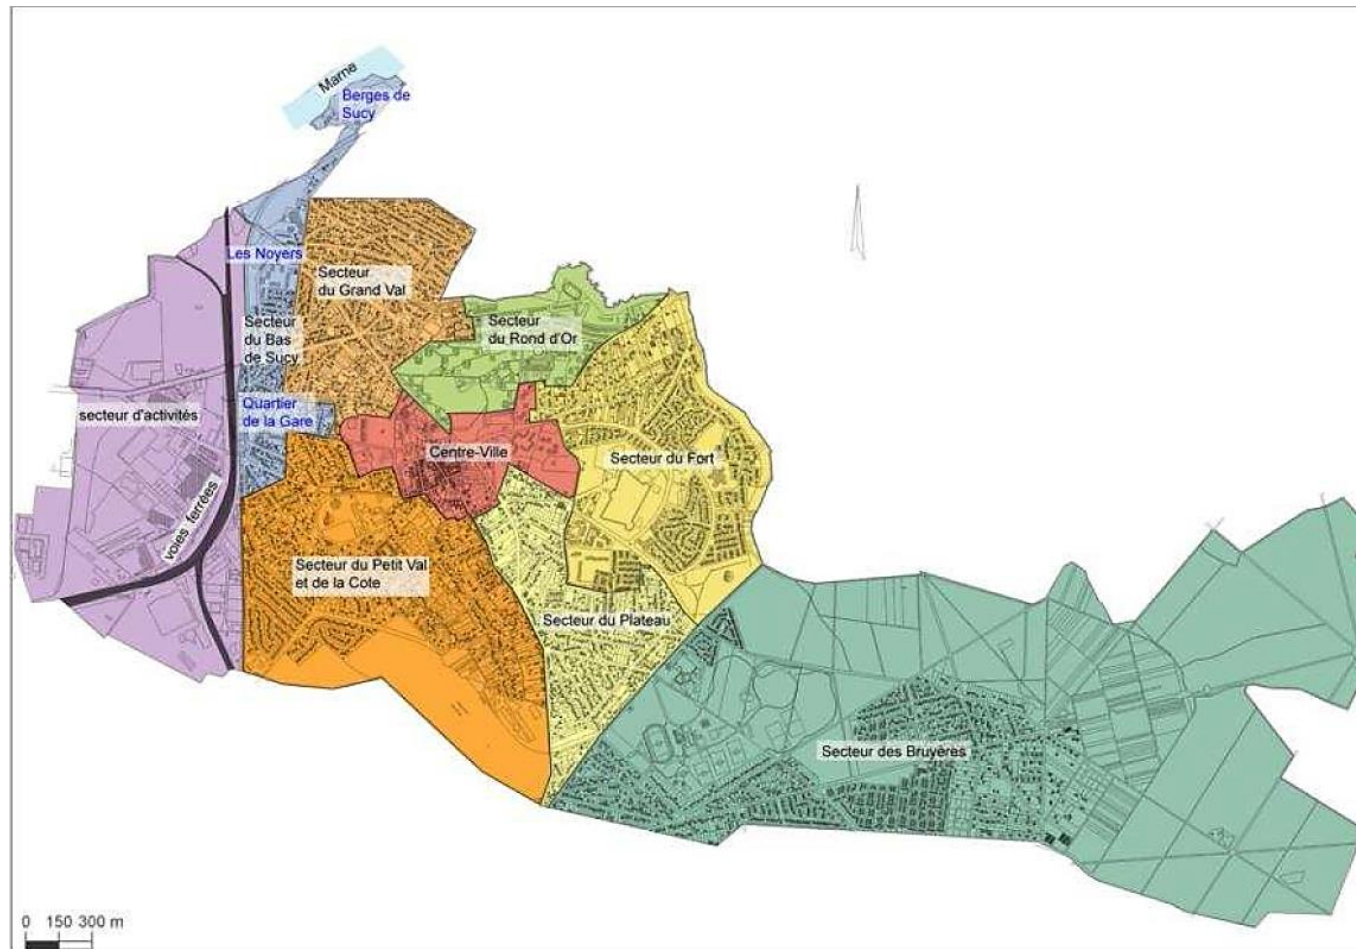 Marne
Berges de
Sucy
Les Noyers
Secteur
du Grand Val
Secteur
du Bas
de Sucy
Secteur
du Rond d'Or
secteur d'activités
Quartier
de la Gare
Centre-Ville
Secteur du Fort
voies ferrées
Secteur du Petit Val
et de la Cote
Secteur du Plateau
Secteur des Bruyères
0 150 300 m